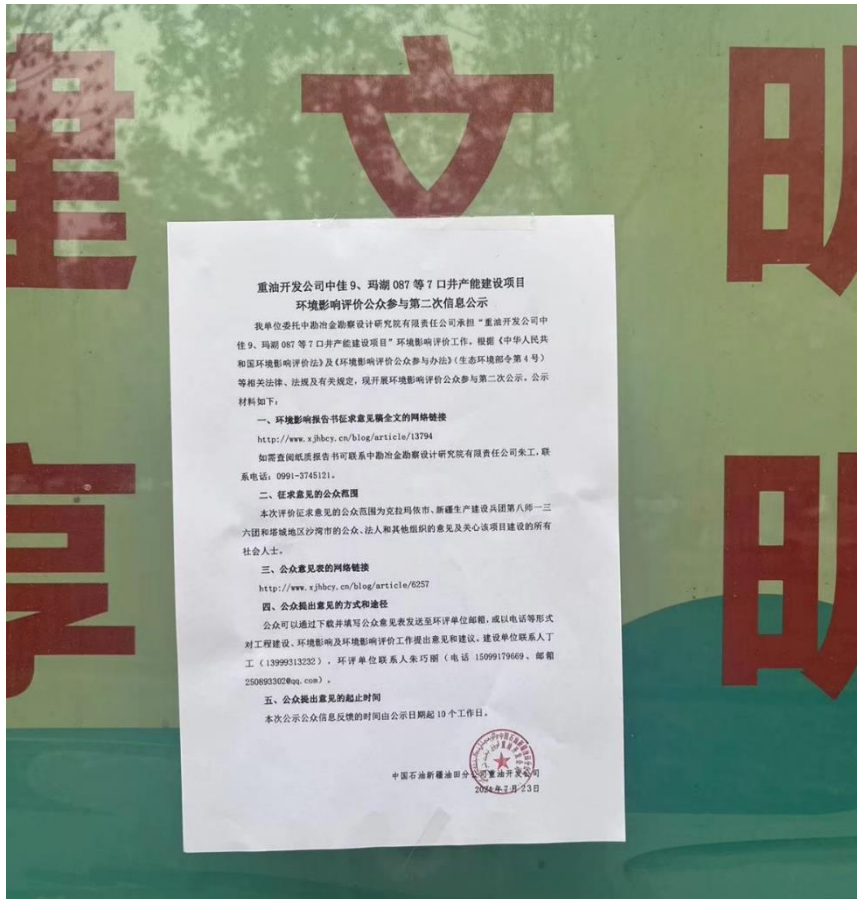 建 文 明
享 明
重油开发公司中佳 9、玛湖 087 等 7 口井产能建设项目
环境影响评价公众参与第二次信息公示
我单位委托中勘冶金勘察设计研究院有限责任公司承担“重油开发公司中
佳 9、玛湖 087 等 7 口井产能建设项目”环境影响评价工作。根据《中华人民共
和国环境影响评价法》及《环境影响评价公众参与办法》(生态环境部令第 4 号)
等相关法律、法规及有关规定，现开展环境影响评价公众参与第二次公示。公示
材料如下：
一、环境影响报告书征求意见稿全文的网络链接
http://www.xjhbcy.cn/blog/article/13794
如需查阅纸质报告书可联系中勘冶金勘察设计研究院有限责任公司朱工，联
系电话：0991-3745121。
二、征求意见的公众范围
本次评价征求意见的公众范围为克拉玛依市、新疆生产建设兵团第八师一三
六团和塔城地区沙湾市的公众、法人和其他组织的意见及关心该项目建设的所有
社会人士。
三、公众意见表的网络链接
http://www.xjhbcy.cn/blog/article/6257
四、公众提出意见的方式和途径
公众可以通过下载并填写公众意见表发送至环评单位邮箱，或以电话等形式
对工程建设、环境影响及环境影响评价工作提出意见和建议。建设单位联系人丁
工（13999313232），环评单位联系人朱巧丽（电话 15099179669、邮箱
250893302@qq.com）。
五、公众提出意见的起止时间
本次公示公众信息反馈的时间由公示日期起 10 个工作日。
中国石油新疆油田分公司重油开发公司
2024 年 7 月 23 日